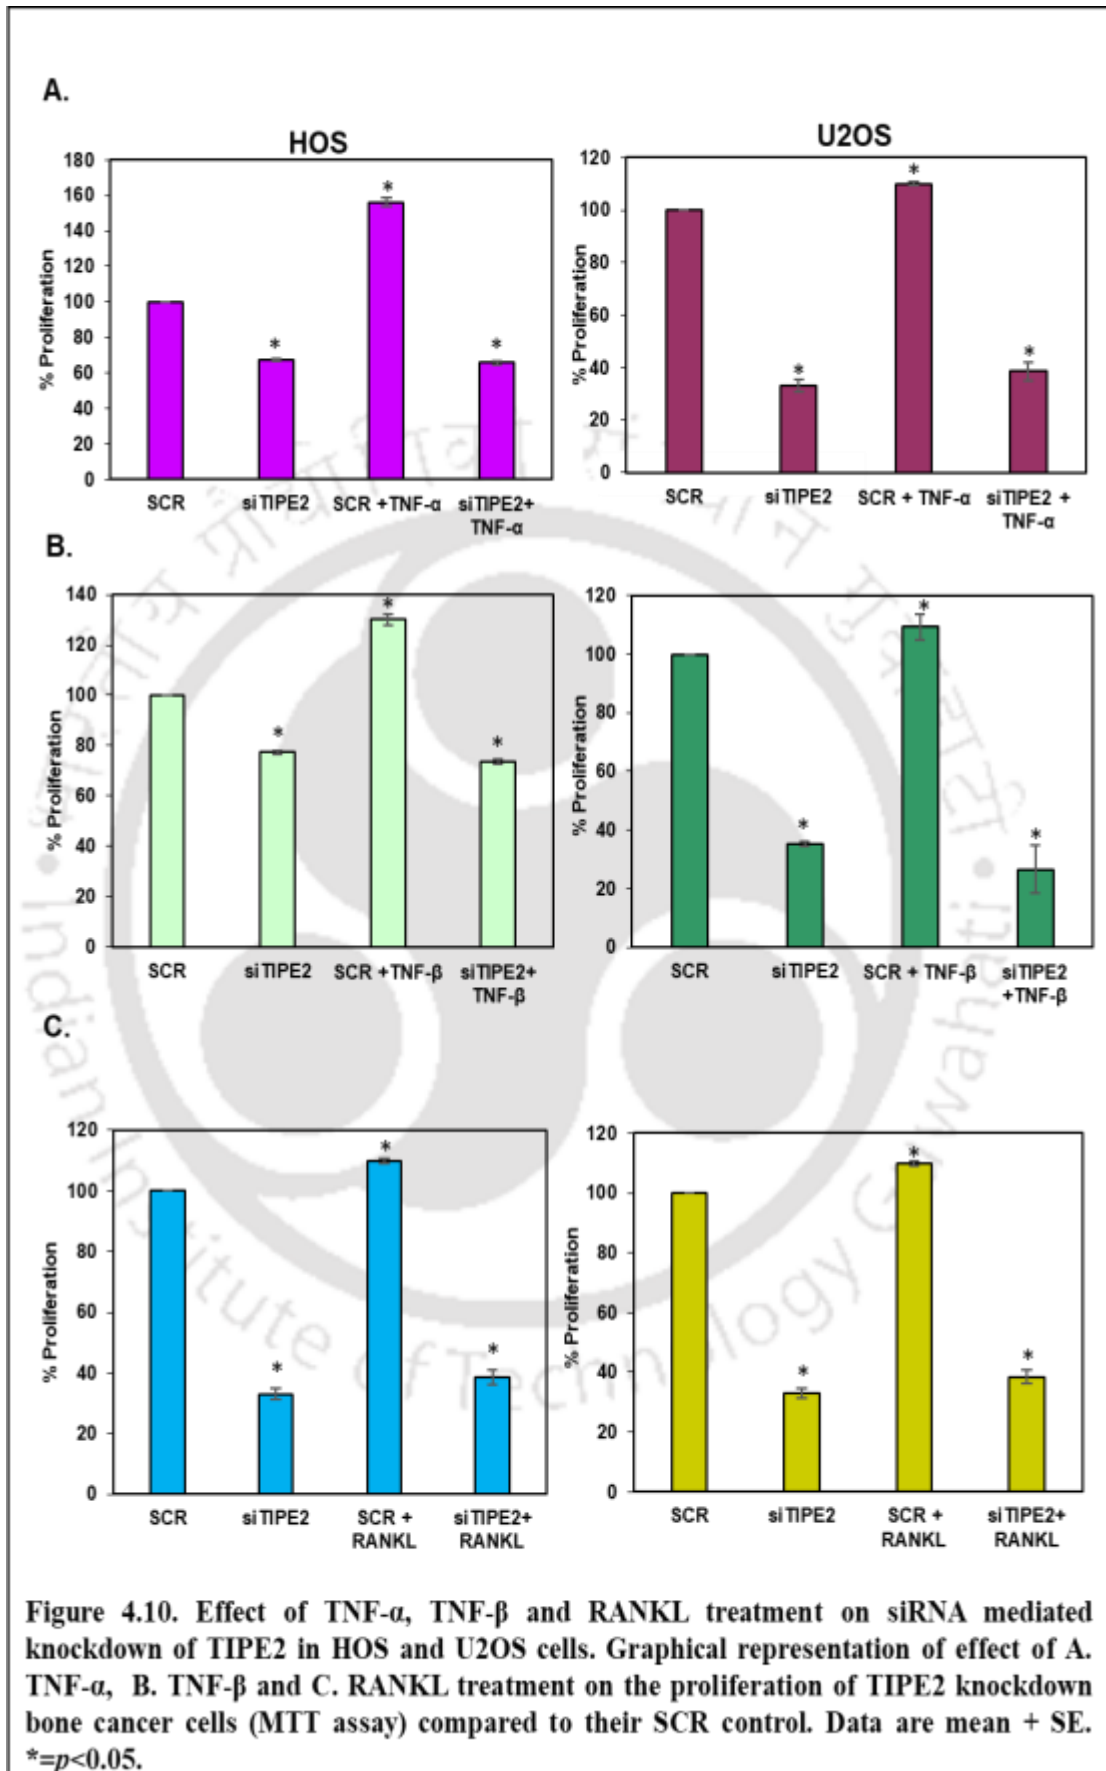 A.
HOS
U2OS
% Proliferation
180
160
140
120
100
80
60
40
20
0
*
*
*
SCR
siTIPE2
SCR +TNF-α
siTIPE2+
TNF-α
% Proliferation
120
100
80
60
40
20
0
*
*
*
SCR
siTIPE2
SCR + TNF-α
siTIPE2 +
TNF-α
B.
% Proliferation
140
120
100
80
60
40
20
0
*
*
*
SCR
siTIPE2
SCR +TNF-β
siTIPE2+
TNF-β
% Proliferation
120
100
80
60
40
20
0
*
*
*
SCR
siTIPE2
SCR + TNF-β
siTIPE2
+TNF-β
C.
% Proliferation
120
100
80
60
40
20
0
*
*
*
SCR
siTIPE2
SCR +
RANKL
siTIPE2+
RANKL
% Proliferation
120
100
80
60
40
20
0
*
*
*
SCR
siTIPE2
SCR +
RANKL
siTIPE2+
RANKL
Indian Institute of Technology Guwahati
Figure 4.10. Effect of TNF-α, TNF-β and RANKL treatment on siRNA mediated
knockdown of TIPE2 in HOS and U2OS cells. Graphical representation of effect of A.
TNF-α, B. TNF-β and C. RANKL treatment on the proliferation of TIPE2 knockdown
bone cancer cells (MTT assay) compared to their SCR control. Data are mean + SE.
*=p<0.05.